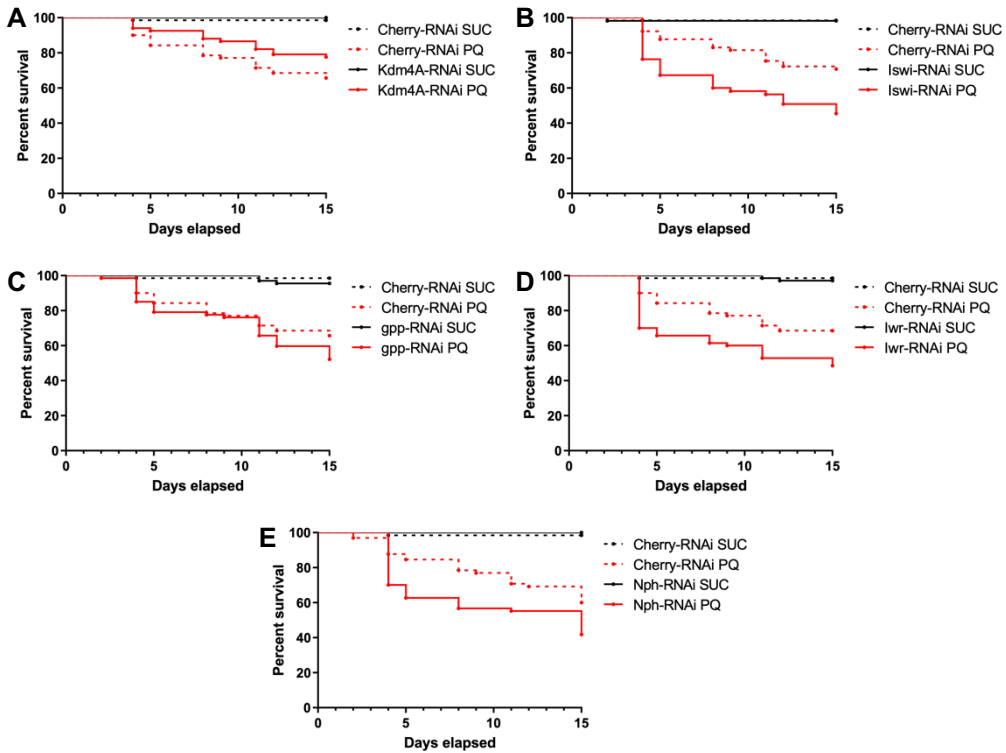 A
Percent survival
100
80
60
40
20
0
0 5 10 15
Days elapsed
Cherry-RNAi SUC
Cherry-RNAi PQ
Kdm4A-RNAi SUC
Kdm4A-RNAi PQ
B
Percent survival
100
80
60
40
20
0
0 5 10 15
Days elapsed
Cherry-RNAi SUC
Cherry-RNAi PQ
Iswi-RNAi SUC
Iswi-RNAi PQ
C
Percent survival
100
80
60
40
20
0
0 5 10 15
Days elapsed
Cherry-RNAi SUC
Cherry-RNAi PQ
gpp-RNAi SUC
gpp-RNAi PQ
D
Percent survival
100
80
60
40
20
0
0 5 10 15
Days elapsed
Cherry-RNAi SUC
Cherry-RNAi PQ
lwr-RNAi SUC
lwr-RNAi PQ
E
Percent survival
100
80
60
40
20
0
0 5 10 15
Days elapsed
Cherry-RNAi SUC
Cherry-RNAi PQ
Nph-RNAi SUC
Nph-RNAi PQ